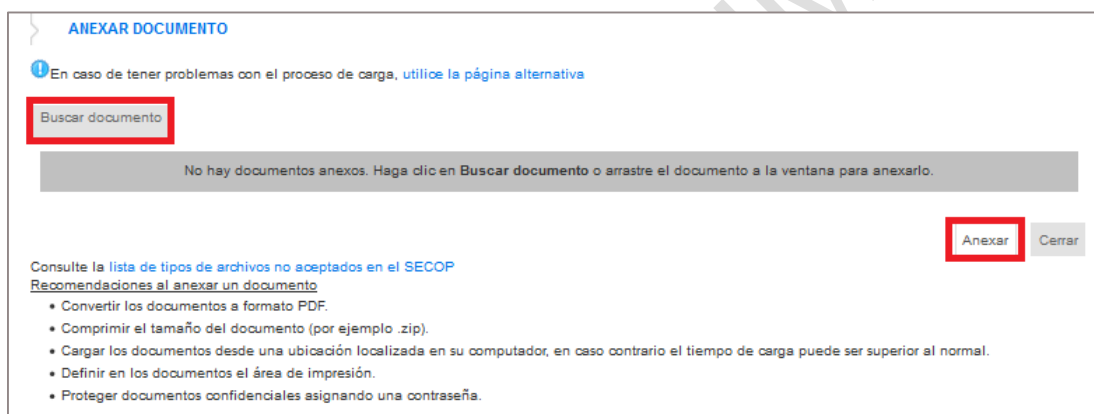 ANEXAR DOCUMENTO
En caso de tener problemas con el proceso de carga, utilice la página alternativa
Buscar documento
No hay documentos anexos. Haga clic en Buscar documento o arrastre el documento a la ventana para anexarlo.
Anexar Cerrar
Consulte la lista de tipos de archivos no aceptados en el SECOP
Recomendaciones al anexar un documento
• Convertir los documentos a formato PDF.
• Comprimir el tamaño del documento (por ejemplo .zip).
• Cargar los documentos desde una ubicación localizada en su computador, en caso contrario el tiempo de carga puede ser superior al normal.
• Definir en los documentos el área de impresión.
• Proteger documentos confidenciales asignando una contraseña.